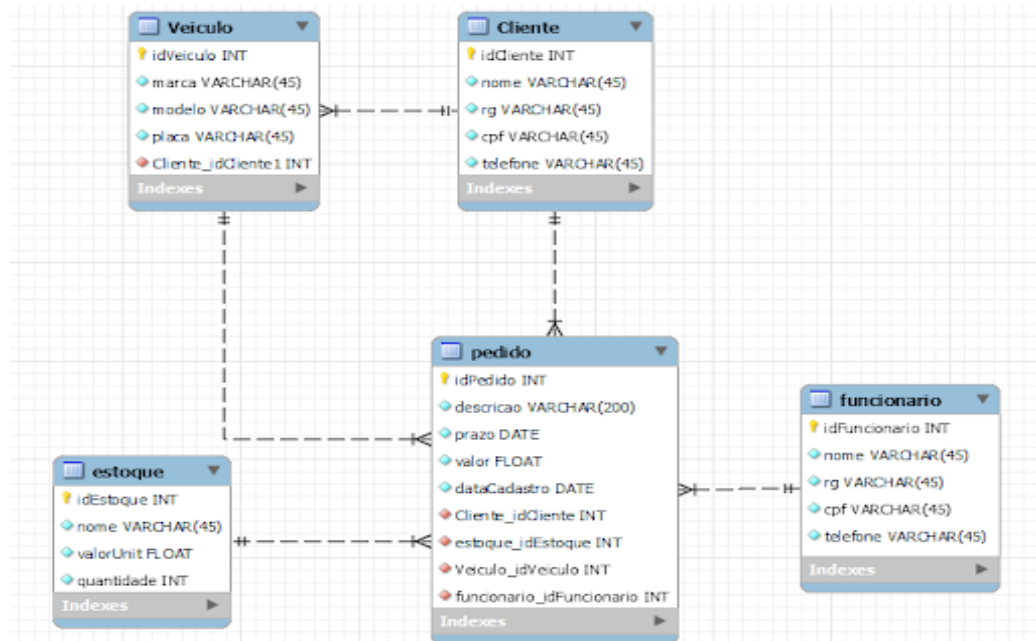 Veiculo
idVeiculo INT
marca VARCHAR(45)
modelo VARCHAR(45)
placa VARCHAR(45)
Cliente_idCliente1 INT
Indexes
Cliente
idCliente INT
nome VARCHAR(45)
rg VARCHAR(45)
cpf VARCHAR(45)
telefone VARCHAR(45)
Indexes
pedido
idPedido INT
descricao VARCHAR(200)
prazo DATE
valor FLOAT
dataCadastro DATE
Cliente_idCliente INT
estoque_idEstoque INT
Veiculo_idVeiculo INT
funcionario_idFuncionario INT
Indexes
funcionario
idFuncionario INT
nome VARCHAR(45)
rg VARCHAR(45)
cpf VARCHAR(45)
telefone VARCHAR(45)
Indexes
estoque
idEstoque INT
nome VARCHAR(45)
valorUnit FLOAT
quantidade INT
Indexes